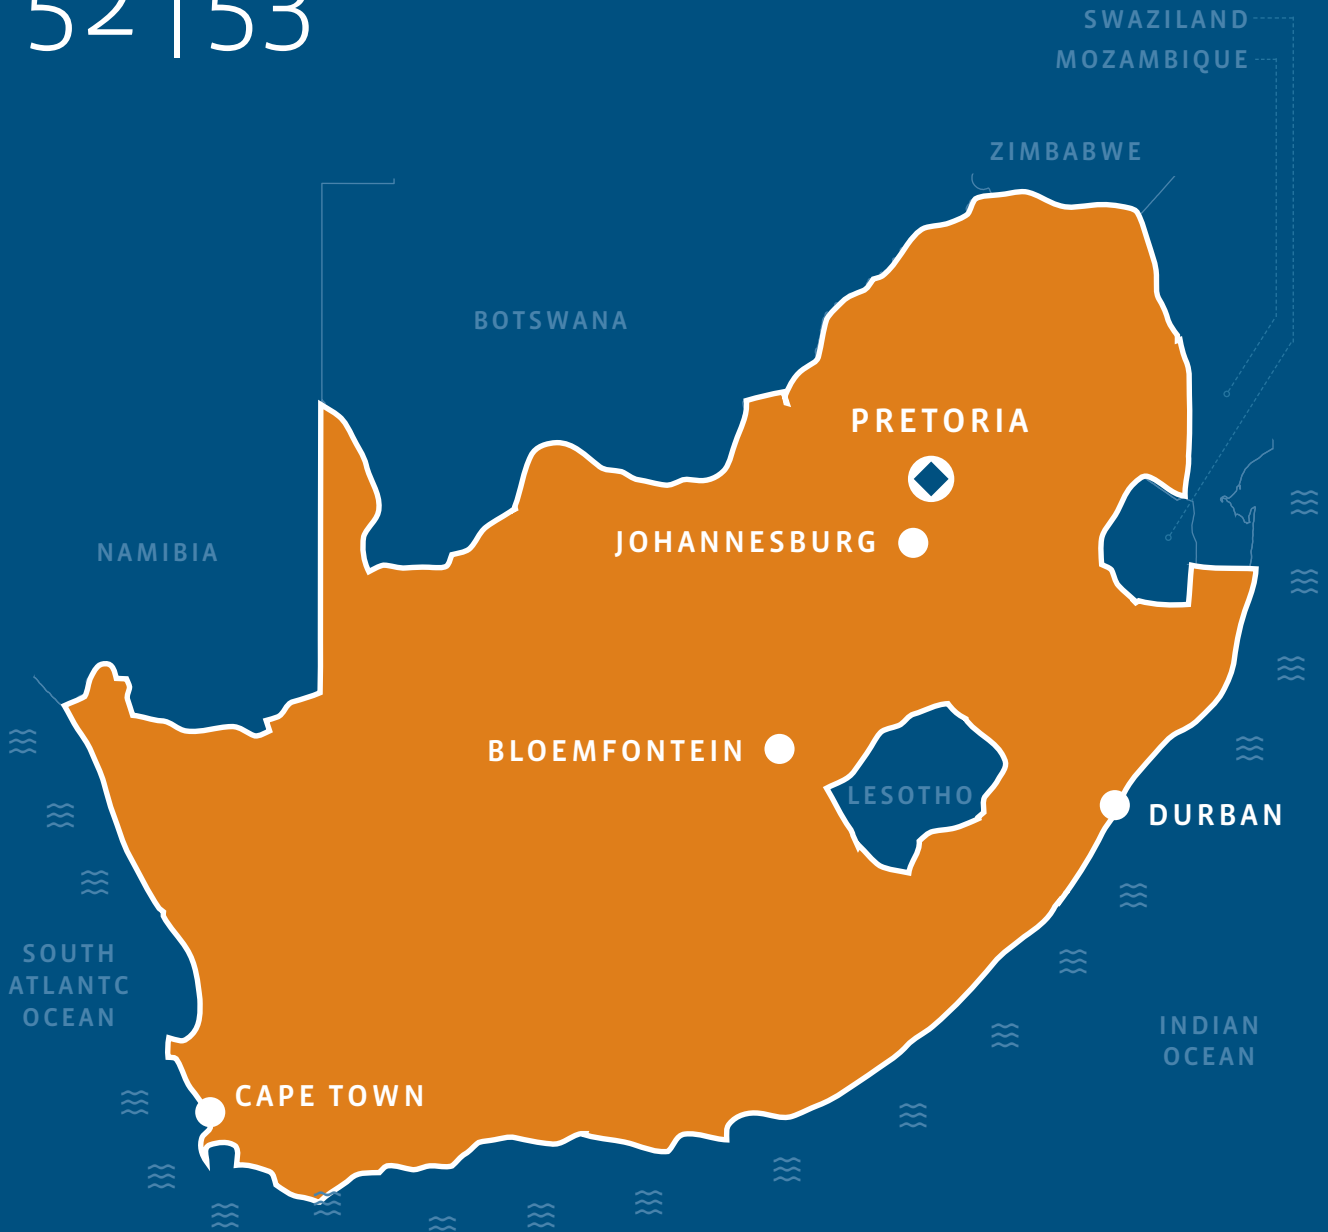 52 | 53
SWAZILAND
MOZAMBIQUE
ZIMBABWE
BOTSWANA
PRETORIA
JOHANNESBURG
NAMIBIA
BLOEMFONTEIN
LESOTHO
DURBAN
SOUTH
ATLANTC
OCEAN
INDIAN
OCEAN
CAPE TOWN